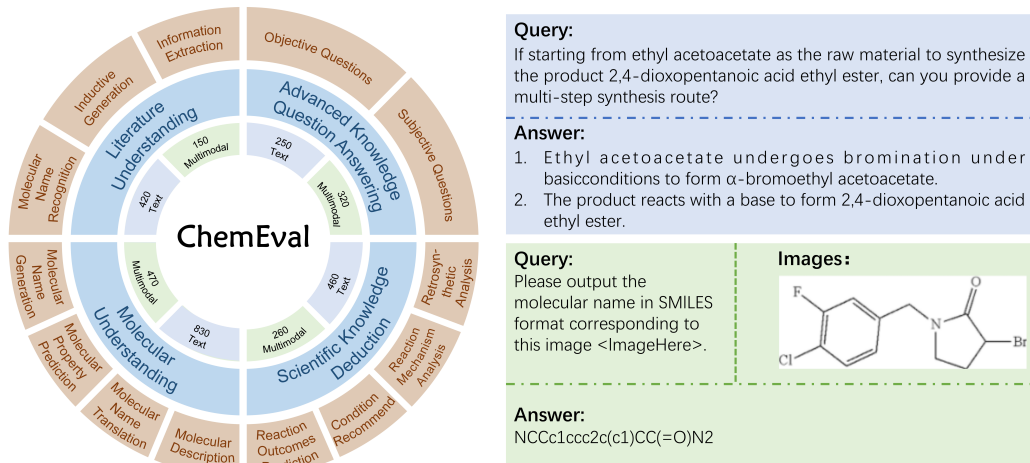 Information
Extraction
Objective Questions
Inductive
Generation
Subjective Questions
Molecular
Name
Recognition
Literature
Understanding
Advanced Knowledge
Question Answering
150
Multimodal
250
Text
420
Text
320
Multimodal
ChemEval
470
Multimodal
460
Text
830
Text
260
Multimodal
Molecular
Understanding
Scientific Knowledge
Deduction
Molecular
Name
Generation
Retrosyn-
thetic
Analysis
Molecular
Property
Prediction
Reaction
Mechanism
Analysis
Molecular
Name
Translation
Condition
Recommend
Molecular
Description
Reaction
Outcomes
Query:
If starting from ethyl acetoacetate as the raw material to synthesize
the product 2,4-dioxopentanoic acid ethyl ester, can you provide a
multi-step synthesis route?
Answer:
1. Ethyl acetoacetate undergoes bromination under
basicconditions to form α-bromoethyl acetoacetate.
2. The product reacts with a base to form 2,4-dioxopentanoic acid
ethyl ester.
Query:
Please output the
molecular name in SMILES
format corresponding to
this image <ImageHere>.
Images:
F
Cl
N
O
Br
Answer:
NCCc1ccc2c(c1)CC(=O)N2